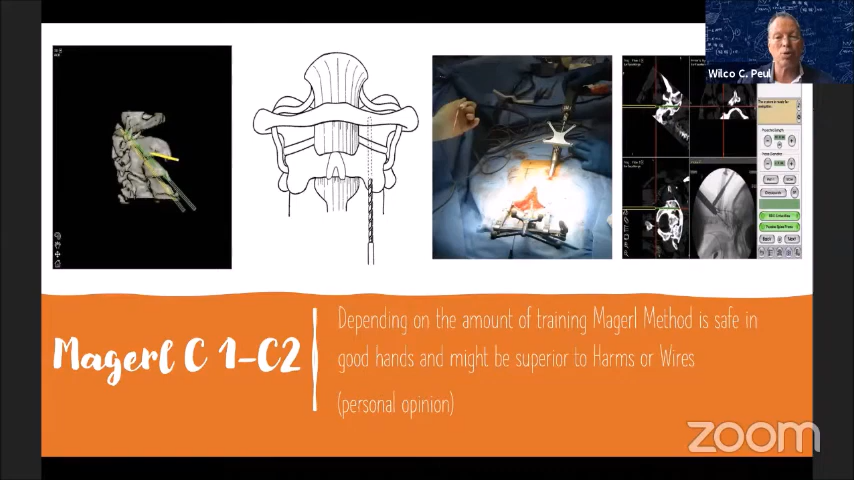 Wilco C. Peul
Magerl C 1-C2
Depending on the amount of training Magerl Method is safe in
good hands and might be superior to Harms or Wires
(personal opinion)
zoom